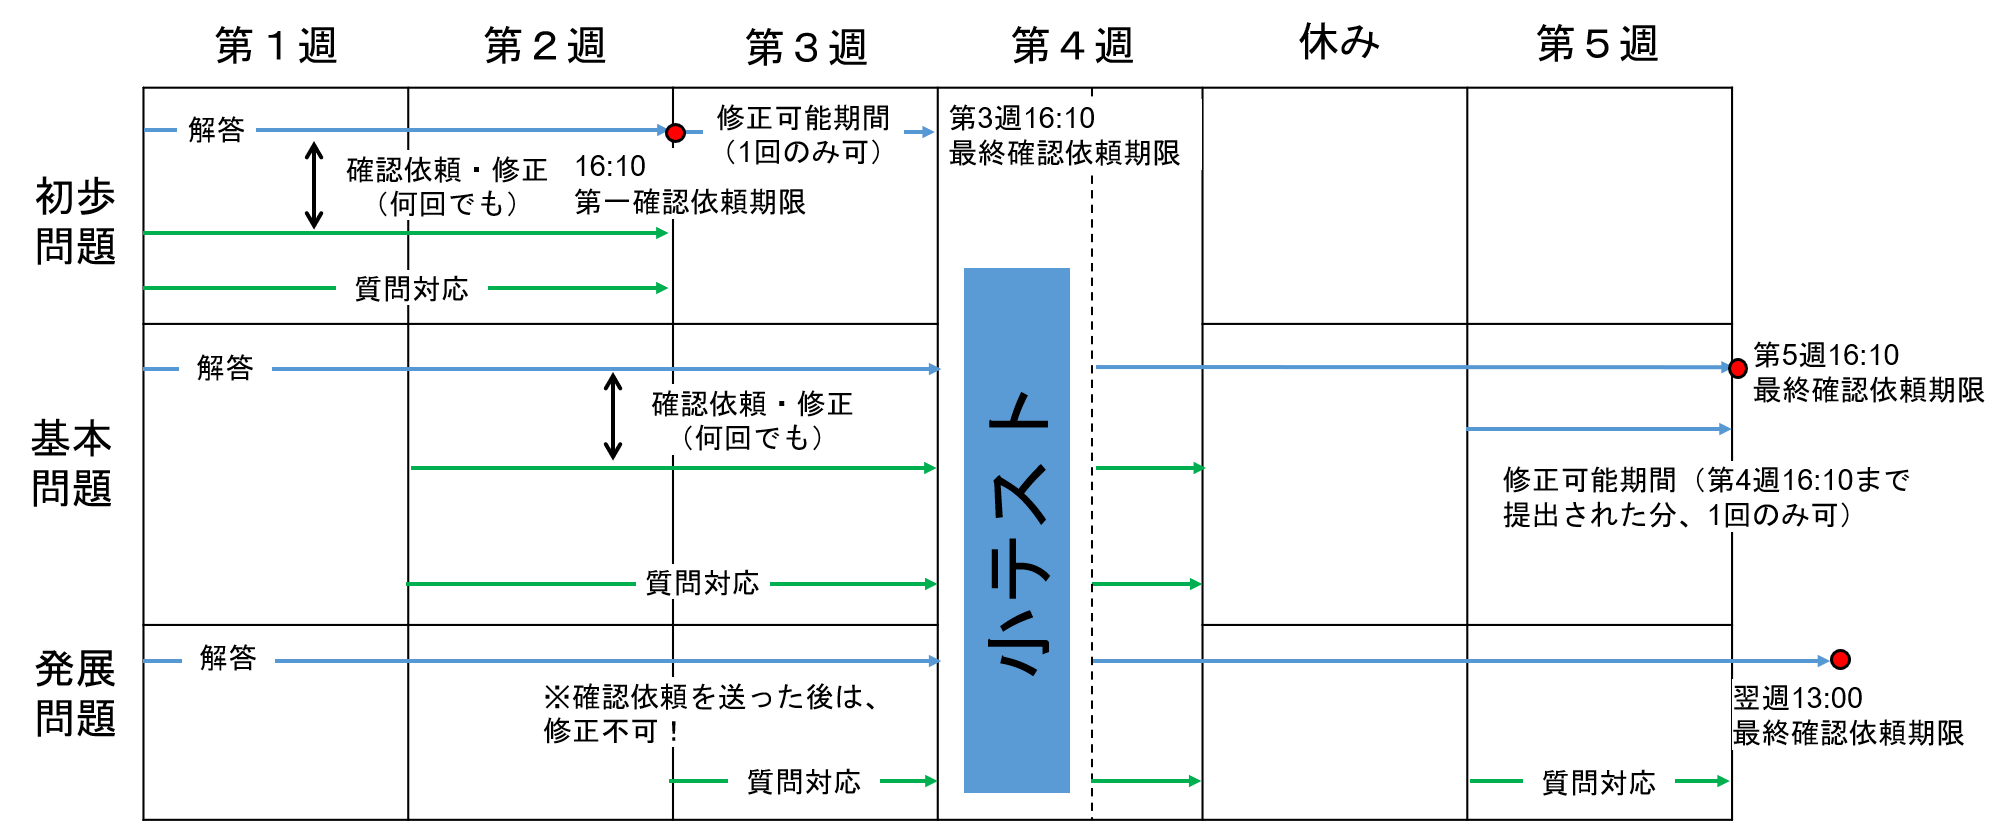 第１週
第２週
第３週
第４週
休み
第５週
初歩
問題
解答
確認依頼・修正
（何回でも）
16:10
第一確認依頼期限
修正可能期間
（1回のみ可）
第3週16:10
最終確認依頼期限
質問対応
基本
問題
解答
確認依頼・修正
（何回でも）
質問対応
小テスト
第5週16:10
最終確認依頼期限
修正可能期間（第4週16:10まで
提出された分、1回のみ可）
発展
問題
解答
※確認依頼を送った後は、
修正不可！
質問対応
質問対応
翌週13:00
最終確認依頼期限